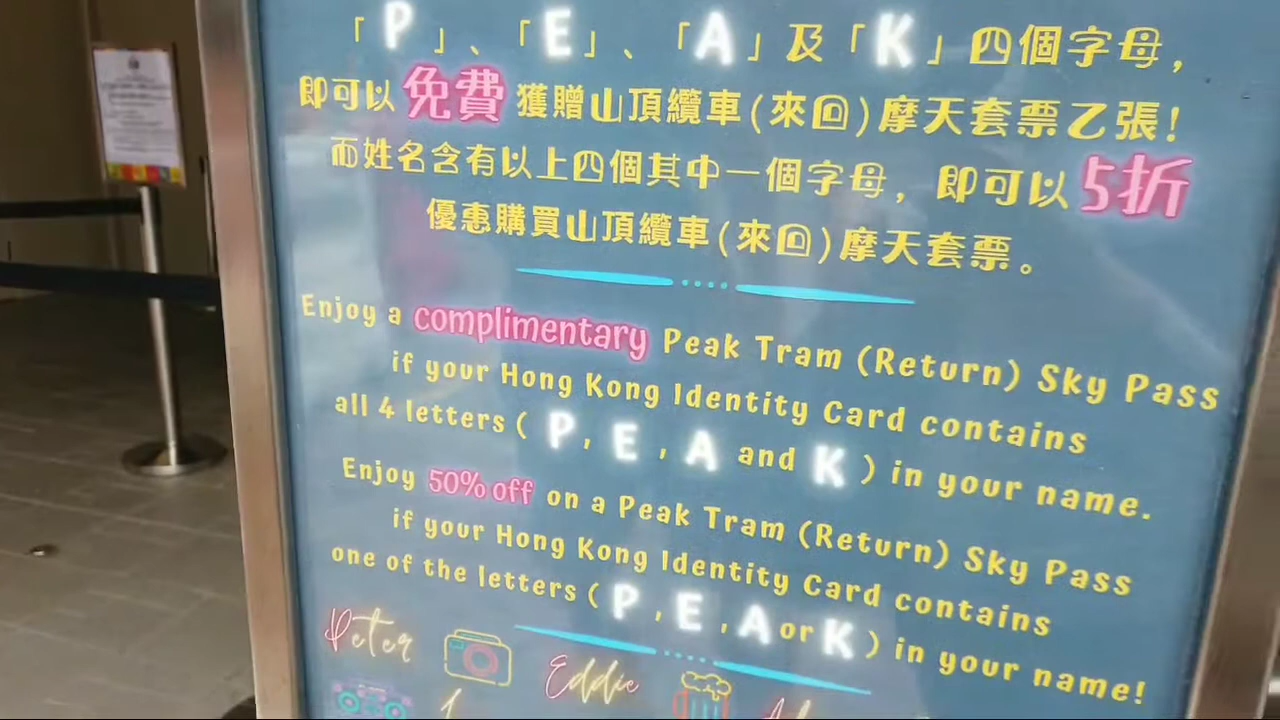 「P」、「E」、「A」及「K」四個字母，
即可以免費獲贈山頂纜車(來回)摩天套票乙張!
而姓名含有以上四個其中一個字母，即可以5折
優惠購買山頂纜車(來回)摩天套票。
Enjoy a complimentary Peak Tram (Return) Sky Pass
if your Hong Kong Identity Card contains
all 4 letters ( P, E, A and K ) in your name.
Enjoy 50% off on a Peak Tram (Return) Sky Pass
if your Hong Kong Identity Card contains
one of the letters ( P, E, A or K ) in your name!
Peter
Eddie